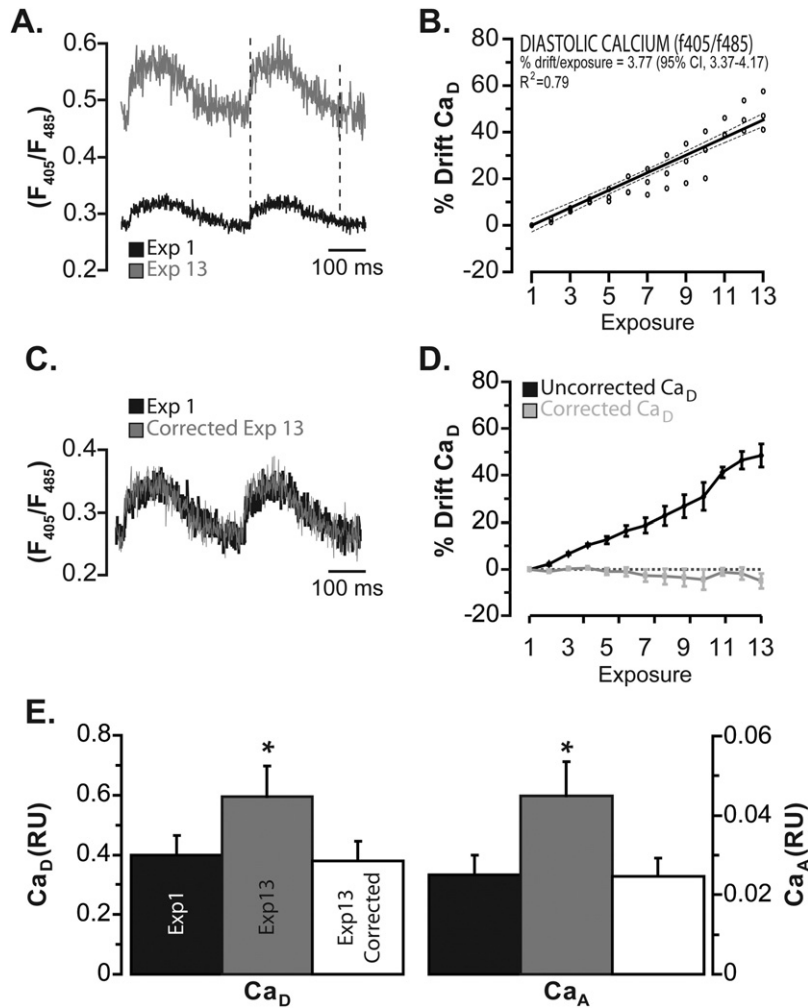 A.
0.6
0.5
0.4
0.3
0.2
(F405/F485)
Exp 1
Exp 13
100 ms
B.
80
60
40
20
0
-20
% Drift CaD
DIASTOLIC CALCIUM (f405/f485)
% drift/exposure = 3.77 (95% CI, 3.37-4.17)
R²=0.79
1 3 5 7 9 11 13
Exposure
C.
Exp 1
Corrected Exp 13
0.4
0.3
0.2
(F405/F485)
100 ms
D.
80
60
40
20
0
-20
% Drift CaD
Uncorrected CaD
Corrected CaD
1 3 5 7 9 11 13
Exposure
E.
0.8
0.6
0.4
0.2
0
CaD(RU)
*
Exp1
Exp13
Exp13
Corrected
CaD
*
CaA
0.06
0.04
0.02
0
CaA(RU)